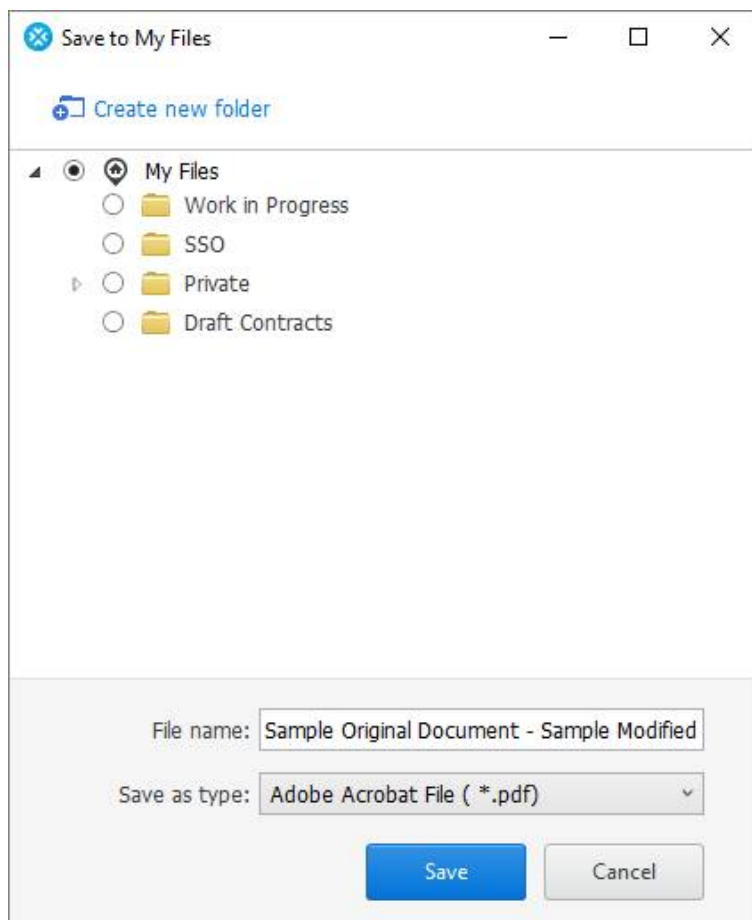 Save to My Files
Create new folder
My Files
Work in Progress
SSO
Private
Draft Contracts
File name: Sample Original Document - Sample Modified
Save as type: Adobe Acrobat File ( *.pdf)
Save Cancel